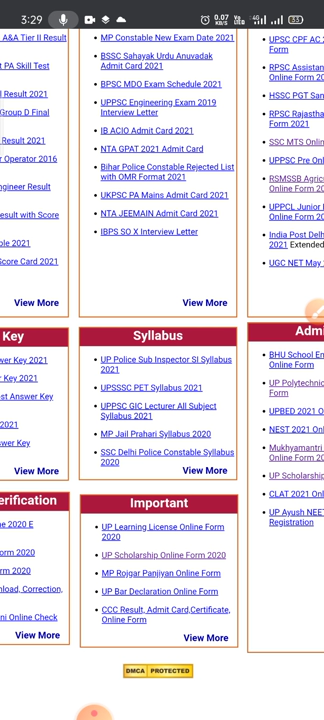 3:29
0.07 KB/S
53
A&A Tier II Result
t PA Skill Test
l Result 2021
Group D Final
Result 2021
r Operator 2016
ngineer Result
esult with Score
ble 2021
Score Card 2021
View More
MP Constable New Exam Date 2021
BSSC Sahayak Urdu Anuvadak
Admit Card 2021
BPSC MDO Exam Schedule 2021
UPPSC Engineering Exam 2019
Interview Letter
IB ACIO Admit Card 2021
NTA GPAT 2021 Admit Card
Bihar Police Constable Rejected List
with OMR Format 2021
UKPSC PA Mains Admit Card 2021
NTA JEEMAIN Admit Card 2021
IBPS SO X Interview Letter
View More
UPSC CPF AC 2
Form
RPSC Assistan
Online Form 20
HSSC PGT San
RPSC Rajastha
Form 2021
SSC MTS Onlin
UPPSC Pre Onl
RSMSSB Agric
Online Form 20
UPPCL Junior E
Online Form 20
India Post Delh
2021 Extended
UGC NET May 2
Key
wer Key 2021
r Key 2021
st Answer Key
2021
swer Key
View More
Syllabus
UP Police Sub Inspector SI Syllabus
2021
UPSSSC PET Syllabus 2021
UPPSC GIC Lecturer All Subject
Syllabus 2021
MP Jail Prahari Syllabus 2020
SSC Delhi Police Constable Syllabus
2020
View More
Admi
BHU School En
Online Form
UP Polytechnic
Form
UPBED 2021 O
NEST 2021 Onl
Mukhyamantri
Online Form 20
UP Scholarship
CLAT 2021 Onl
UP Ayush NEET
Registration
erification
ne 2020 E
orm 2020
rm 2020
nload, Correction,
ni Online Check
View More
Important
UP Learning License Online Form
2020
UP Scholarship Online Form 2020
MP Rojgar Panjiyan Online Form
UP Bar Declaration Online Form
CCC Result, Admit Card,Certificate,
Online Form
View More
DMCA PROTECTED